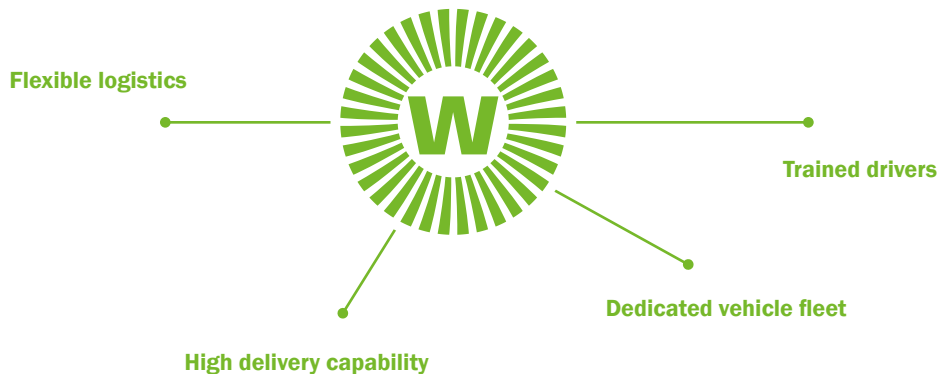 Flexible logistics
W
Trained drivers
Dedicated vehicle fleet
High delivery capability